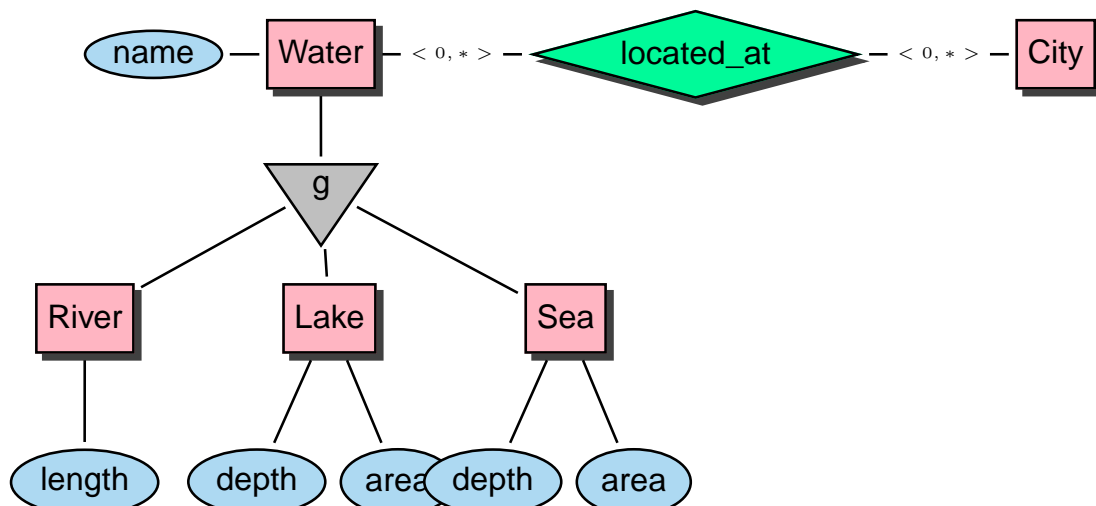 name Water < 0, * > located_at < 0, * > City
g
River Lake Sea
length depth area depth area